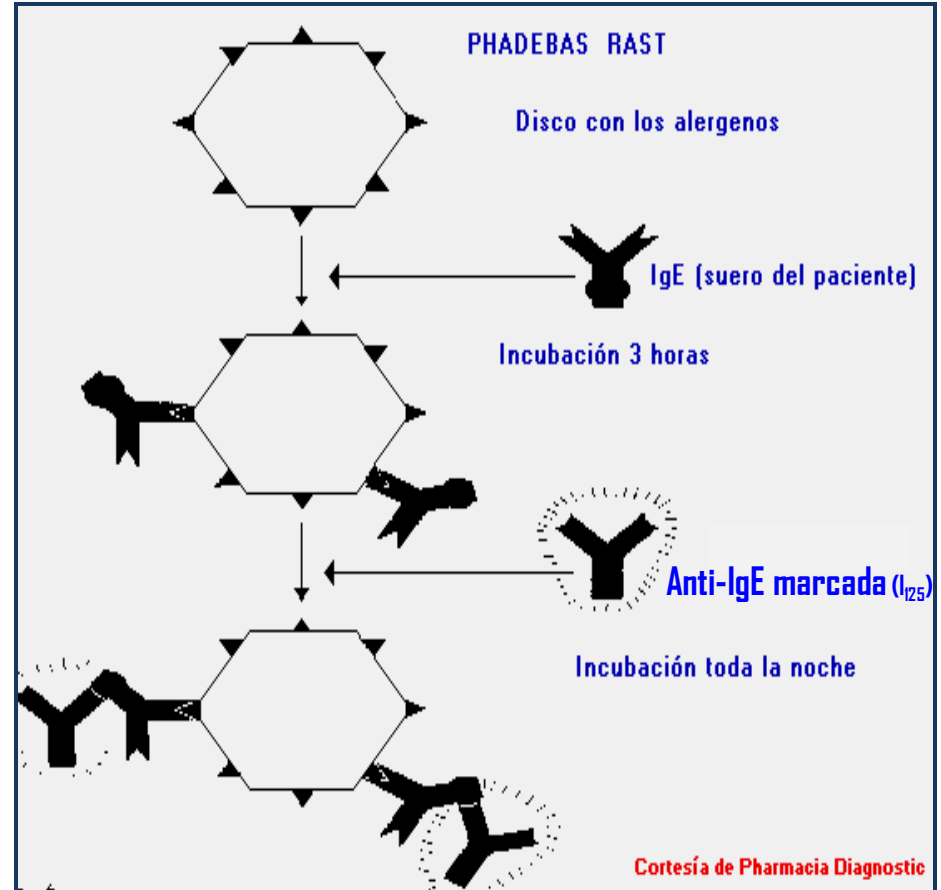 PHADEBAS RAST
Disco con los alergenos
IgE (suero del paciente)
Incubación 3 horas
Anti-IgE marcada (I₁₂₅)
Incubación toda la noche
Cortesía de Pharmacia Diagnostic